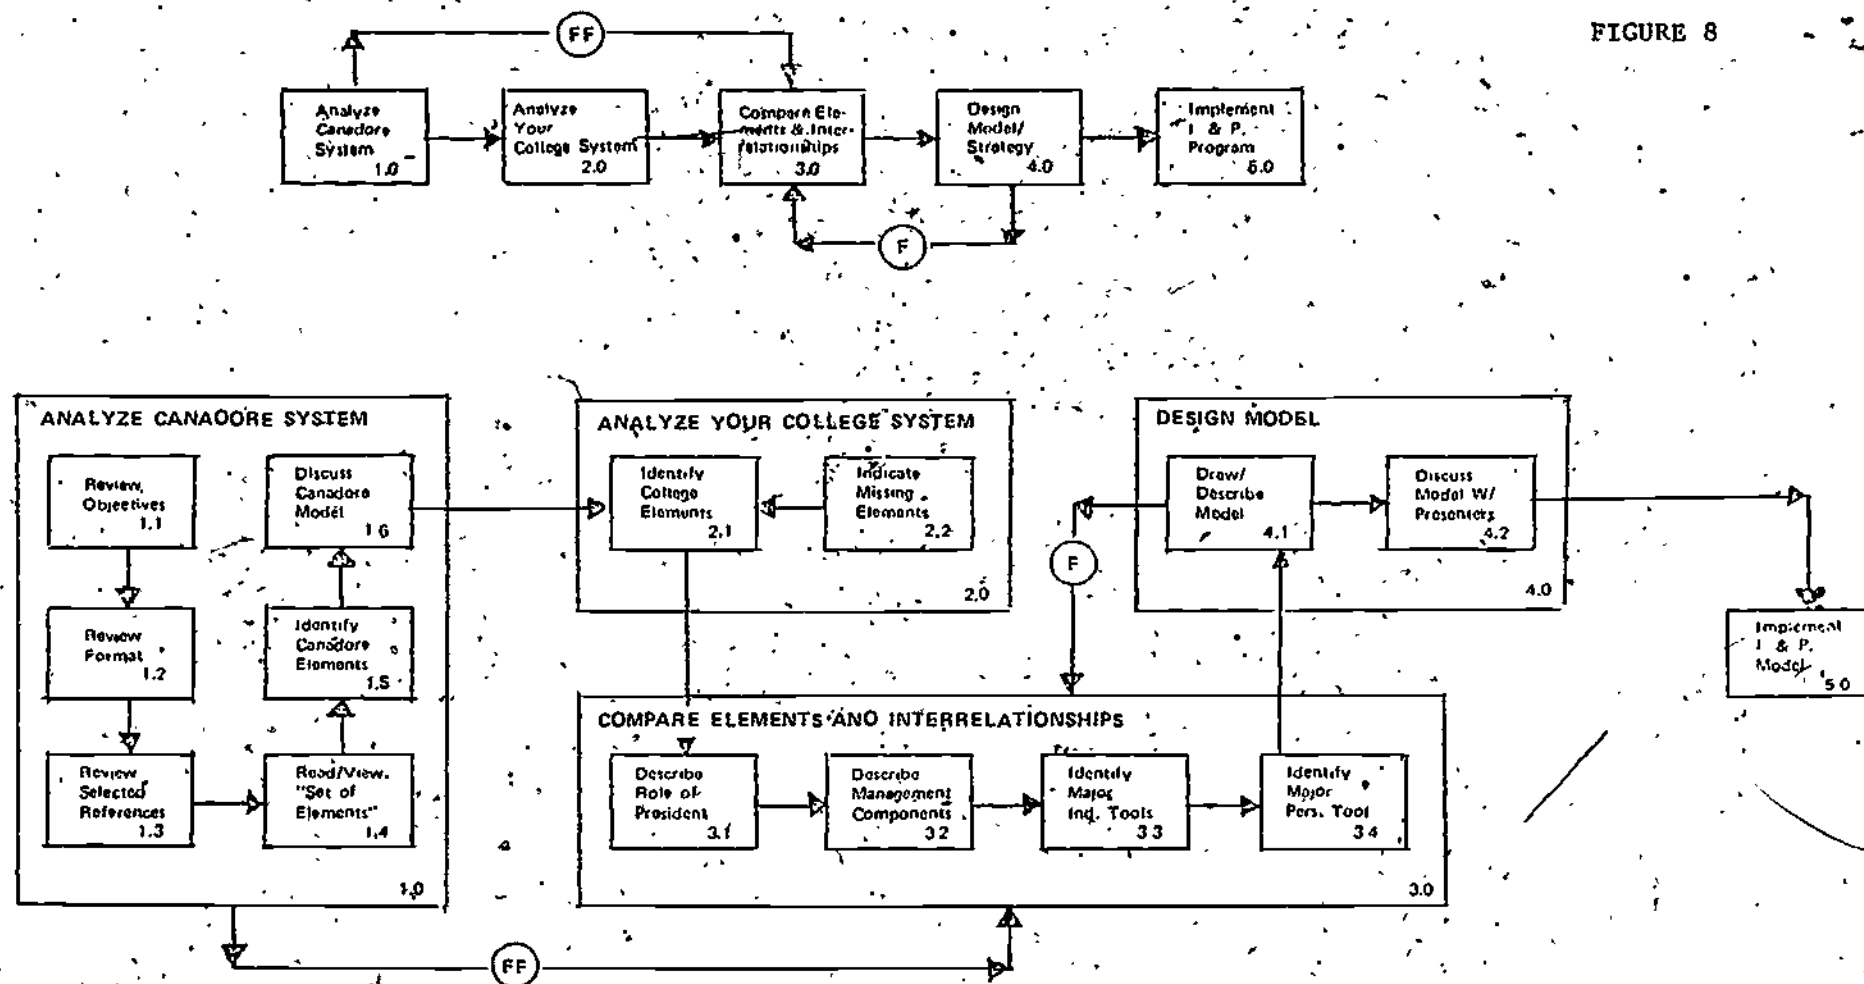 FIGURE 8
FF
Analyze
Canadore
System
1.0
Analyze
Your
College System
2.0
Compare Ele-
ments & Inter-
relationships
3.0
Design
Model/
Strategy
4.0
Implement
I & P.
Program
5.0
F
ANALYZE CANADORE SYSTEM
Review
Objectives
1.1
Discuss
Canadore
Model
1.6
Review
Format
1.2
Identify
Canadore
Elements
1.5
Review
Selected
References
1.3
Read/View
"Set of
Elements"
1.4
1.0
ANALYZE YOUR COLLEGE SYSTEM
Identify
College
Elements
2.1
Indicate
Missing
Elements
2.2
2.0
DESIGN MODEL
Draw/
Describe
Model
4.1
Discuss
Model W/
Presenters
4.2
4.0
F
Implement
I & P.
Model
5.0
COMPARE ELEMENTS AND INTERRELATIONSHIPS
Describe
Role of
President
3.1
Describe
Management
Components
3.2
Identify
Major
Ind. Tools
3.3
Identify
Major
Pers. Tool
3.4
3.0
FF